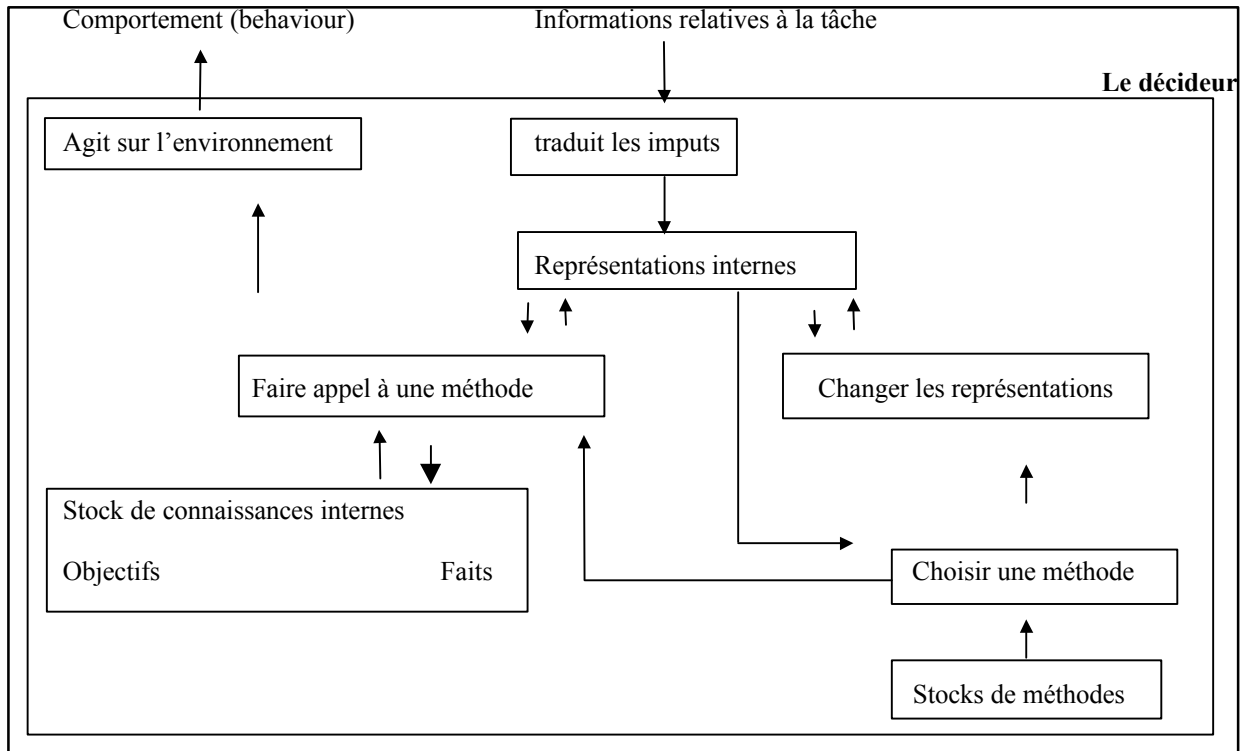 Comportement (behaviour)
Informations relatives à la tâche
Le décideur
Agit sur l’environnement
traduit les imputs
Représentations internes
Faire appel à une méthode
Changer les représentations
Stock de connaissances internes
Objectifs Faits
Choisir une méthode
Stocks de méthodes